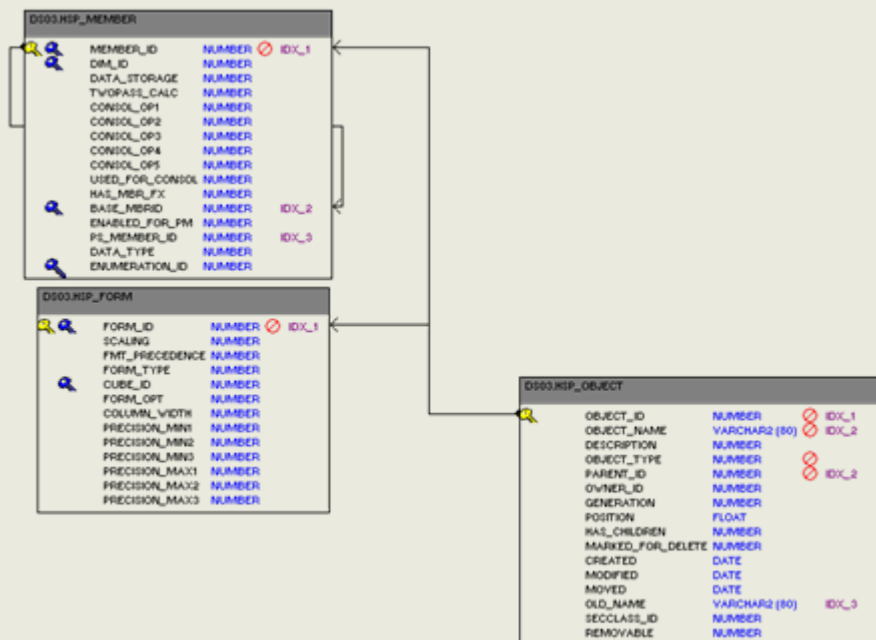 DS03.HSP_MEMBER
MEMBER_ID NUMBER IDX_1
DIM_ID NUMBER
DATA_STORAGE NUMBER
TWOPASS_CALC NUMBER
CONSOL_OP1 NUMBER
CONSOL_OP2 NUMBER
CONSOL_OP3 NUMBER
CONSOL_OP4 NUMBER
CONSOL_OP5 NUMBER
USED_FOR_CONSOL NUMBER
HAS_MBR_FX NUMBER
BASE_MBRID NUMBER IDX_2
ENABLED_FOR_PM NUMBER
PS_MEMBER_ID NUMBER IDX_3
DATA_TYPE NUMBER
ENUMERATION_ID NUMBER
DS03.HSP_FORM
FORM_ID NUMBER IDX_1
SCALING NUMBER
FMT_PRECEDENCE NUMBER
FORM_TYPE NUMBER
CUBE_ID NUMBER
FORM_OPT NUMBER
COLUMN_WIDTH NUMBER
PRECISION_MIN1 NUMBER
PRECISION_MIN2 NUMBER
PRECISION_MIN3 NUMBER
PRECISION_MAX1 NUMBER
PRECISION_MAX2 NUMBER
PRECISION_MAX3 NUMBER
DS03.HSP_OBJECT
OBJECT_ID NUMBER IDX_1
OBJECT_NAME VARCHAR2 (80) IDX_2
DESCRIPTION NUMBER
OBJECT_TYPE NUMBER
PARENT_ID NUMBER IDX_2
OWNER_ID NUMBER
GENERATION NUMBER
POSITION FLOAT
HAS_CHILDREN NUMBER
MARKED_FOR_DELETE NUMBER
CREATED DATE
MODIFIED DATE
MOVED DATE
OLD_NAME VARCHAR2 (80) IDX_3
SECCLASS_ID NUMBER
REMOVABLE NUMBER